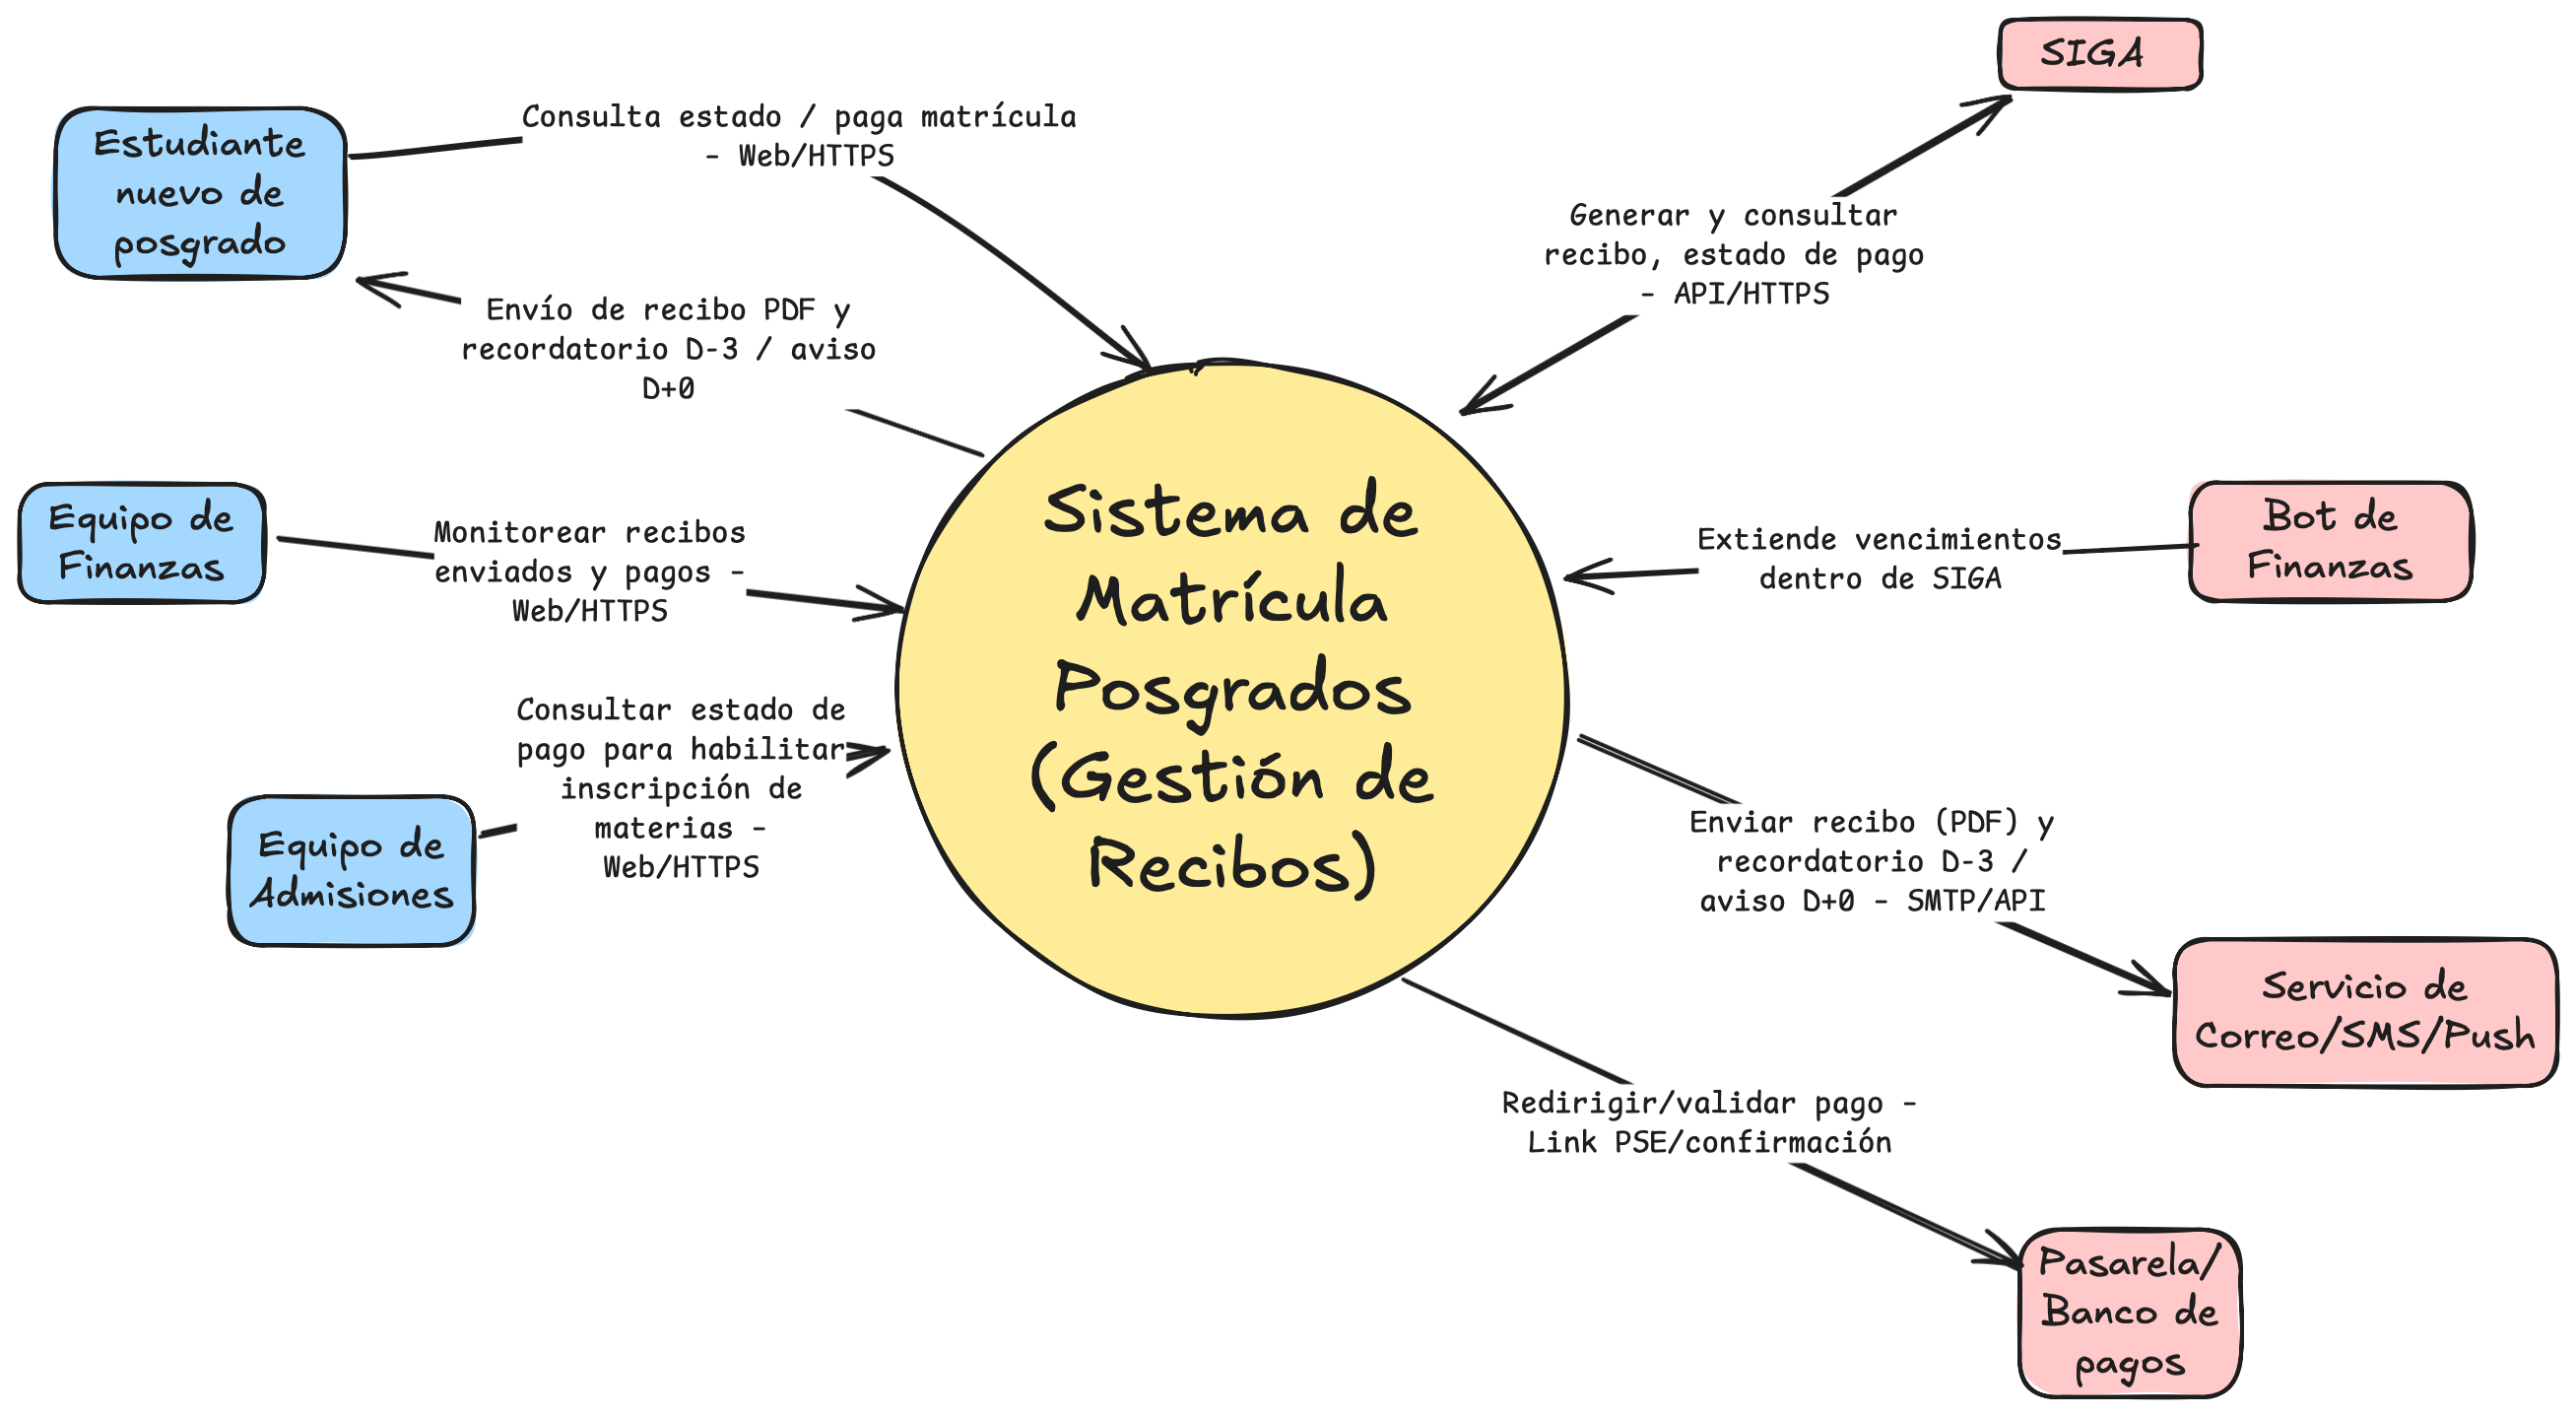 SIGA
Estudiante
nuevo de
posgrado
Consulta estado / paga matrícula
- Web/HTTPS
Generar y consultar
recibo, estado de pago
- API/HTTPS
Envío de recibo PDF y
recordatorio D-3 / aviso
D+0
Equipo de
Finanzas
Monitorear recibos
enviados y pagos -
Web/HTTPS
Sistema de
Matrícula
Posgrados
(Gestión de
Recibos)
Extiende vencimientos
dentro de SIGA
Bot de
Finanzas
Consultar estado de
pago para habilitar
inscripción de
materias -
Web/HTTPS
Equipo de
Admisiones
Enviar recibo (PDF) y
recordatorio D-3 /
aviso D+0 - SMTP/API
Servicio de
Correo/SMS/Push
Redirigir/validar pago -
Link PSE/confirmación
Pasarela/
Banco de
pagos